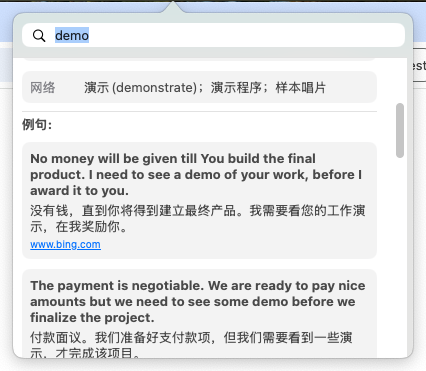 demo
est
网络 演示 (demonstrate)；演示程序；样本唱片
例句：
No money will be given till You build the final
product. I need to see a demo of your work, before I
award it to you.
没有钱，直到你将得到建立最终产品。我需要看您的工作演
示，在我奖励你。
www.bing.com
The payment is negotiable. We are ready to pay nice
amounts but we need to see some demo before we
finalize the project.
付款面议。我们准备好支付款项，但我们需要看到一些演
示，才完成该项目。